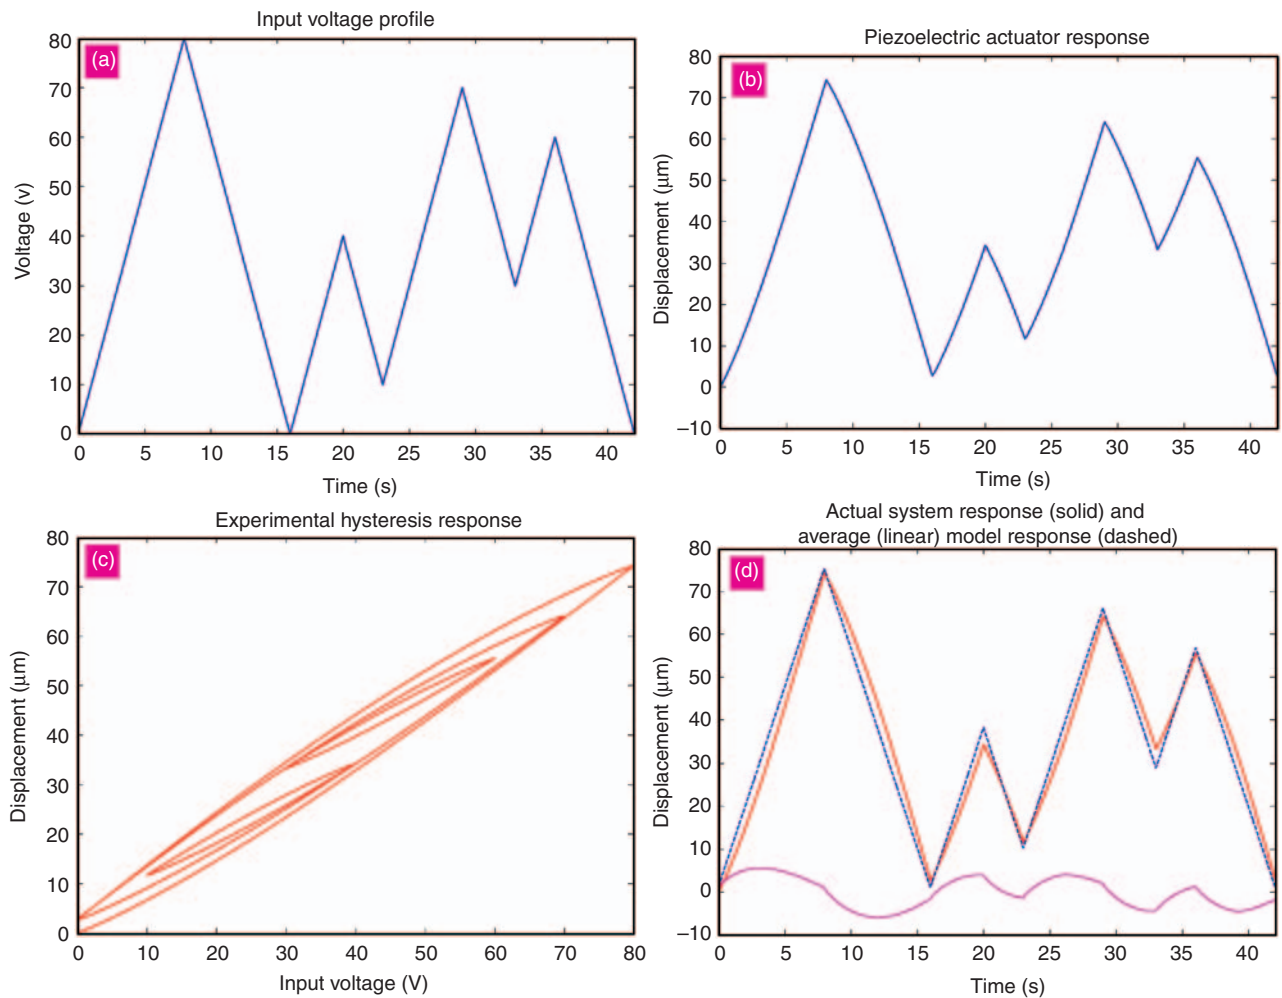 Input voltage profile
(a)
80
70
60
50
40
30
20
10
0
Voltage (v)
0 5 10 15 20 25 30 35 40
Time (s)
Piezoelectric actuator response
(b)
80
70
60
50
40
30
20
10
0
–10
Displacement (μm)
0 5 10 15 20 25 30 35 40
Time (s)
Experimental hysteresis response
(c)
80
70
60
50
40
30
20
10
0
Displacement (μm)
0 10 20 30 40 50 60 70 80
Input voltage (V)
Actual system response (solid) and
average (linear) model response (dashed)
(d)
80
70
60
50
40
30
20
10
0
–10
Displacement (μm)
0 5 10 15 20 25 30 35 40
Time (s)